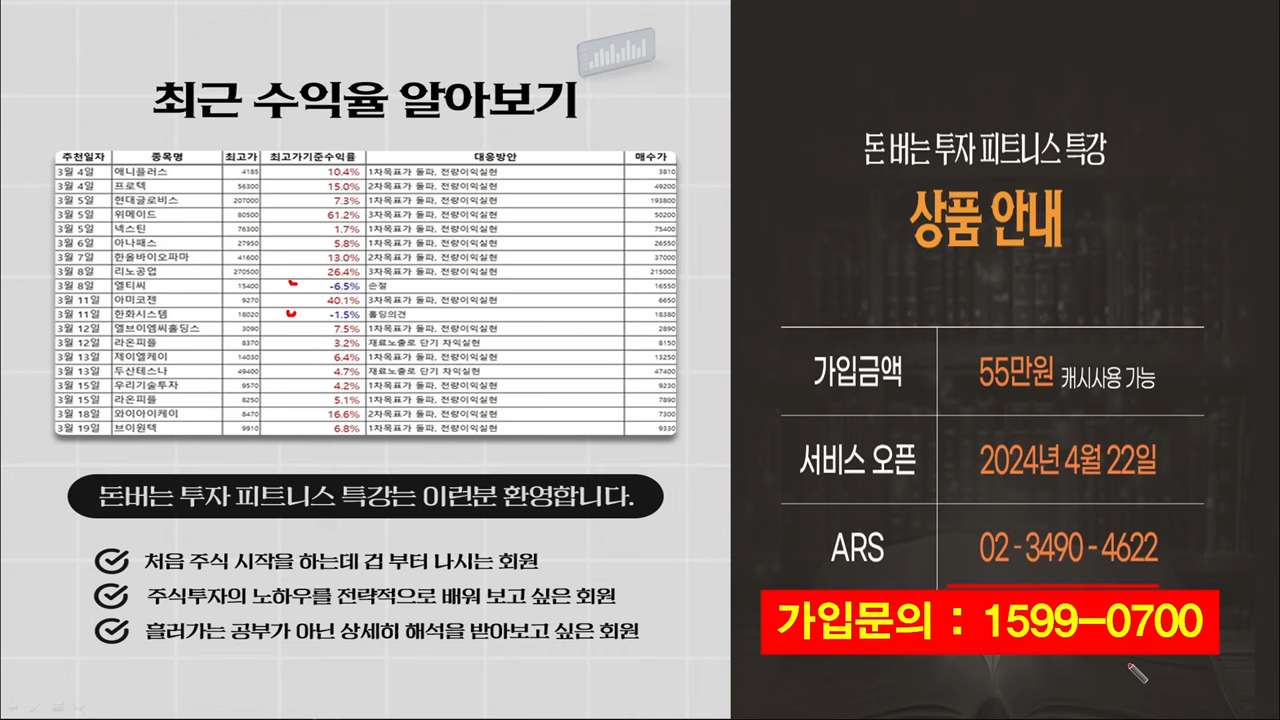 최근 수익율 알아보기
추천일자 종목명 최고가 최고가기준수익률 대응방안 매수가
3월 4일 애니플러스 4185 10.4% 1차목표가 돌파, 전량이익실현 3810
3월 4일 프로텍 56300 15.0% 2차목표가 돌파, 전량이익실현 49200
3월 5일 현대글로비스 207000 7.3% 1차목표가 돌파, 전량이익실현 193800
3월 5일 위메이드 80500 61.2% 3차목표가 돌파, 전량이익실현 50200
3월 5일 넥스틴 76300 1.7% 1차목표가 돌파, 전량이익실현 75400
3월 6일 아나패스 27950 5.8% 1차목표가 돌파, 전량이익실현 26550
3월 7일 한올바이오파마 41600 13.0% 2차목표가 돌파, 전량이익실현 37000
3월 8일 리노공업 270500 26.4% 3차목표가 돌파, 전량이익실현 215000
3월 8일 엘티씨 15400 -6.5% 손절 16550
3월 11일 아미코젠 9270 40.1% 3차목표가 돌파, 전량이익실현 6650
3월 11일 한화시스템 18020 -1.5% 홀딩의견 18380
3월 12일 엘브이엠씨홀딩스 3090 7.5% 1차목표가 돌파, 전량이익실현 2890
3월 12일 라온피플 8370 3.2% 재료노출로 단기 차익실현 8150
3월 13일 제이엘케이 14030 6.4% 1차목표가 돌파, 전량이익실현 13250
3월 13일 두산테스나 49400 4.7% 재료노출로 단기 차익실현 47400
3월 15일 우리기술투자 9570 4.2% 1차목표가 돌파, 전량이익실현 9230
3월 15일 라온피플 8250 5.1% 1차목표가 돌파, 전량이익실현 7890
3월 18일 와이아이케이 8470 16.6% 2차목표가 돌파, 전량이익실현 7300
3월 19일 브이원텍 9910 6.8% 1차목표가 돌파, 전량이익실현 9330
돈버는 투자 피트니스 특강는 이런분 환영합니다.
처음 주식 시작을 하는데 겁 부터 나시는 회원
주식투자의 노하우를 전략적으로 배워 보고 싶은 회원
흘러가는 공부가 아닌 상세히 해석을 받아보고 싶은 회원
돈 버는 투자 피트니스 특강
상품 안내
가입금액 55만원 캐시사용 가능
서비스 오픈 2024년 4월 22일
ARS 02-3490-4622
가입문의 : 1599-0700